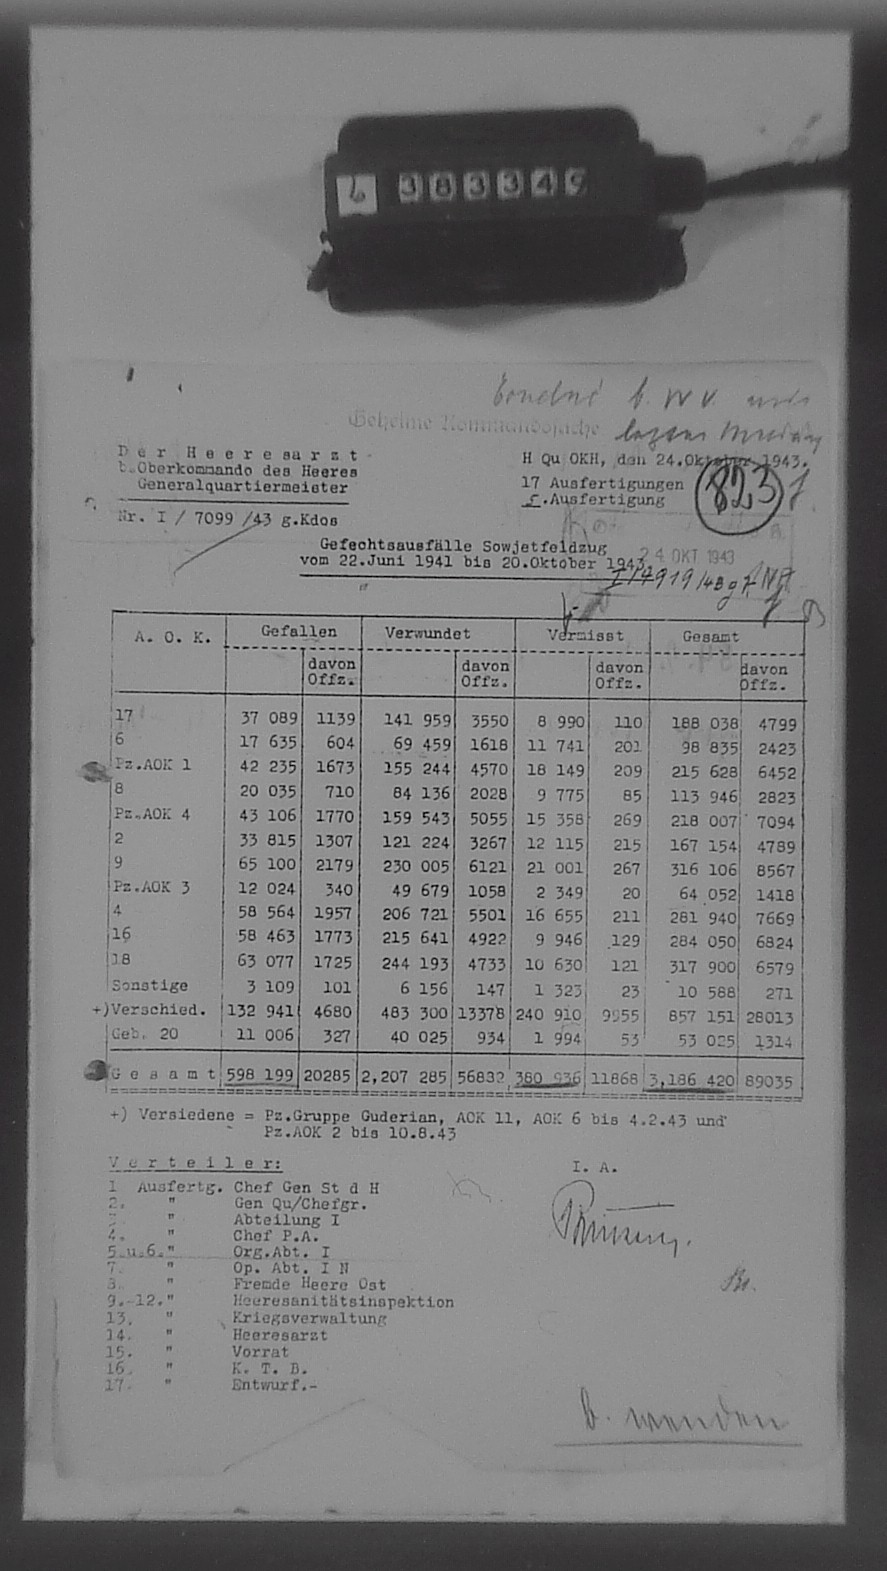 6 383349
Geheime Kommandosache
Der Heeresarzt
b.Oberkommando des Heeres
Generalquartiermeister
Nr. I / 7099 /43 g.Kdos
H Qu OKH, den 24.Oktober 1943.
17 Ausfertigungen
5.Ausfertigung
823
24. OKT 1943
Gefechtsausfälle Sowjetfeldzug
vom 22.Juni 1941 bis 20.Oktober 1943
A. O. K. Gefallen Verwundet Vermisst Gesamt
davon Offz. davon Offz. davon Offz. davon Offz.
17 37 089 1139 141 959 3550 8 990 110 188 038 4799
6 17 635 604 69 459 1618 11 741 201 98 835 2423
Pz.AOK 1 42 235 1673 155 244 4570 18 149 209 215 628 6452
8 20 035 710 84 136 2028 9 775 85 113 946 2823
Pz.AOK 4 43 106 1770 159 543 5055 15 358 269 218 007 7094
2 33 815 1307 121 224 3267 12 115 215 167 154 4789
9 65 100 2179 230 005 6121 21 001 267 316 106 8567
Pz.AOK 3 12 024 340 49 679 1058 2 349 20 64 052 1418
4 58 564 1957 206 721 5501 16 655 211 281 940 7669
16 58 463 1773 215 641 4922 9 946 129 284 050 6824
18 63 077 1725 244 193 4733 10 630 121 317 900 6579
Sonstige 3 109 101 6 156 147 1 323 23 10 588 271
+)Verschied. 132 941 4680 483 300 13378 240 910 9955 857 151 28013
Geb. 20 11 006 327 40 025 934 1 994 53 53 025 1314
Gesamt 598 199 20285 2,207 285 56882 380 936 11868 3,186 420 89035
+) Versiedene = Pz.Gruppe Guderian, AOK 11, AOK 6 bis 4.2.43 und
Pz.AOK 2 bis 10.8.43
Verteiler:
I. A.
1 Ausfertg. Chef Gen St d H
2. " Gen Qu/Chefgr.
3. " Abteilung I
4. " Chef P.A.
5.u.6." Org.Abt. I
7. " Op. Abt. I N
8. " Fremde Heere Ost
9.-12." Heeresanitätsinspektion
13. " Kriegsverwaltung
14. " Heeresarzt
15. " Vorrat
16. " K. T. B.
17. " Entwurf.-
b. wenden